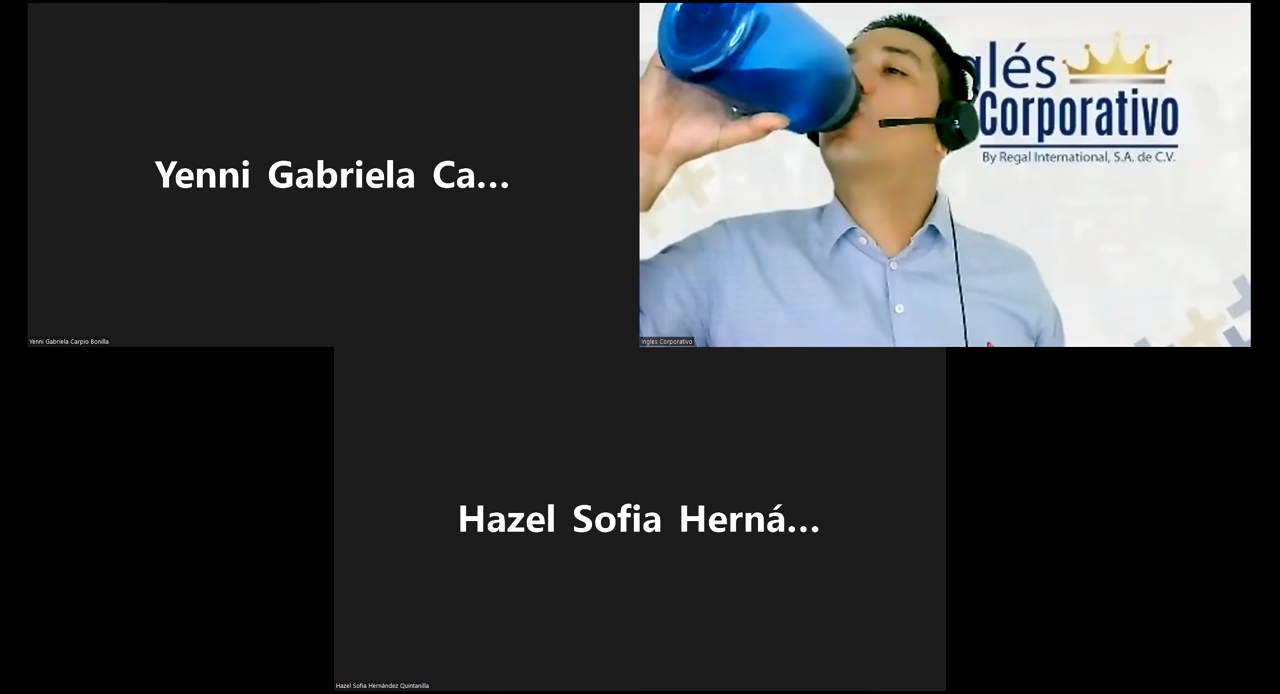 Yenni Gabriela Ca...
Yenni Gabriela Carpio Bonilla
glés
Corporativo
By Regal International, S.A. de C.V.
Inglés Corporativo
Hazel Sofia Herná...
Hazel Sofia Hernández Quintanilla